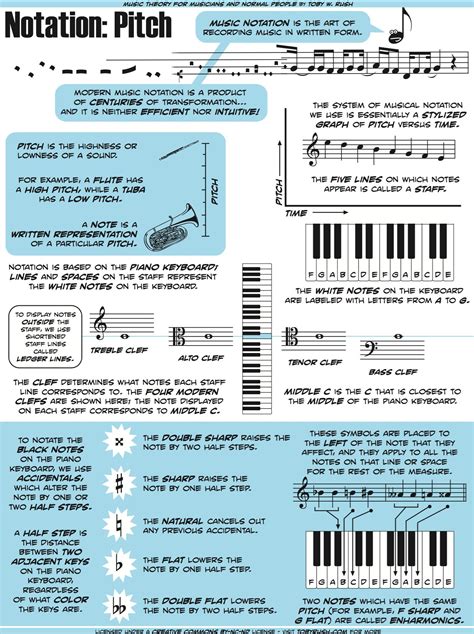 MUSIC THEORY FOR MUSICIANS AND NORMAL PEOPLE BY TOBY W. RUSH
Notation: Pitch
MUSIC NOTATION IS THE ART OF
RECORDING MUSIC IN WRITTEN FORM.
MODERN MUSIC NOTATION IS A PRODUCT
OF CENTURIES OF TRANSFORMATION...
AND IT IS NEITHER EFFICIENT NOR INTUITIVE!
THE SYSTEM OF MUSICAL NOTATION
WE USE IS ESSENTIALLY A STYLIZED
GRAPH OF PITCH VERSUS TIME.
PITCH IS THE HIGHNESS OR
LOWNESS OF A SOUND.
FOR EXAMPLE, A FLUTE HAS
A HIGH PITCH, WHILE A TUBA
HAS A LOW PITCH.
A NOTE IS A
WRITTEN REPRESENTATION
OF A PARTICULAR PITCH.
PITCH
PITCH
THE FIVE LINES ON WHICH NOTES
APPEAR IS CALLED A STAFF.
TIME
NOTATION IS BASED ON THE PIANO KEYBOARD;
LINES AND SPACES ON THE STAFF REPRESENT
THE WHITE NOTES ON THE KEYBOARD.
F G A B C D E F G A B C D E
THE WHITE NOTES ON THE KEYBOARD
ARE LABELED WITH LETTERS FROM A TO G.
TO DISPLAY NOTES
OUTSIDE THE
STAFF, WE USE
SHORTENED
STAFF LINES
CALLED
LEDGER LINES.
TREBLE CLEF
ALTO CLEF
TENOR CLEF
BASS CLEF
THE CLEF DETERMINES WHAT NOTES EACH STAFF
LINE CORRESPONDS TO. THE FOUR MODERN
CLEFS ARE SHOWN HERE; THE NOTE DISPLAYED
ON EACH STAFF CORRESPONDS TO MIDDLE C.
MIDDLE C IS THE C THAT IS CLOSEST TO
THE MIDDLE OF THE PIANO KEYBOARD.
TO NOTATE THE
BLACK NOTES
ON THE PIANO
KEYBOARD, WE USE
ACCIDENTALS,
WHICH ALTER THE
NOTE BY ONE OR
TWO HALF STEPS.
A HALF STEP IS
THE DISTANCE
BETWEEN TWO
ADJACENT KEYS
ON THE PIANO
KEYBOARD,
REGARDLESS
OF WHAT COLOR
THE KEYS ARE.
THE DOUBLE SHARP RAISES THE
NOTE BY TWO HALF STEPS.
THE SHARP RAISES THE
NOTE BY ONE HALF STEP.
THE NATURAL CANCELS OUT
ANY PREVIOUS ACCIDENTAL.
THE FLAT LOWERS THE
NOTE BY ONE HALF STEP.
THE DOUBLE FLAT LOWERS
THE NOTE BY TWO HALF STEPS.
THESE SYMBOLS ARE PLACED TO
THE LEFT OF THE NOTE THAT THEY
AFFECT, AND THEY APPLY TO ALL THE
NOTES ON THAT LINE OR SPACE
FOR THE REST OF THE MEASURE.
F G A B C D E F G A B C D E
TWO NOTES WHICH HAVE THE SAME
PITCH (FOR EXAMPLE, F SHARP AND
G FLAT) ARE CALLED ENHARMONICS.
LICENSED UNDER A CREATIVE COMMONS BY-NC-ND LICENSE - VISIT TOBYRUSH.COM FOR MORE